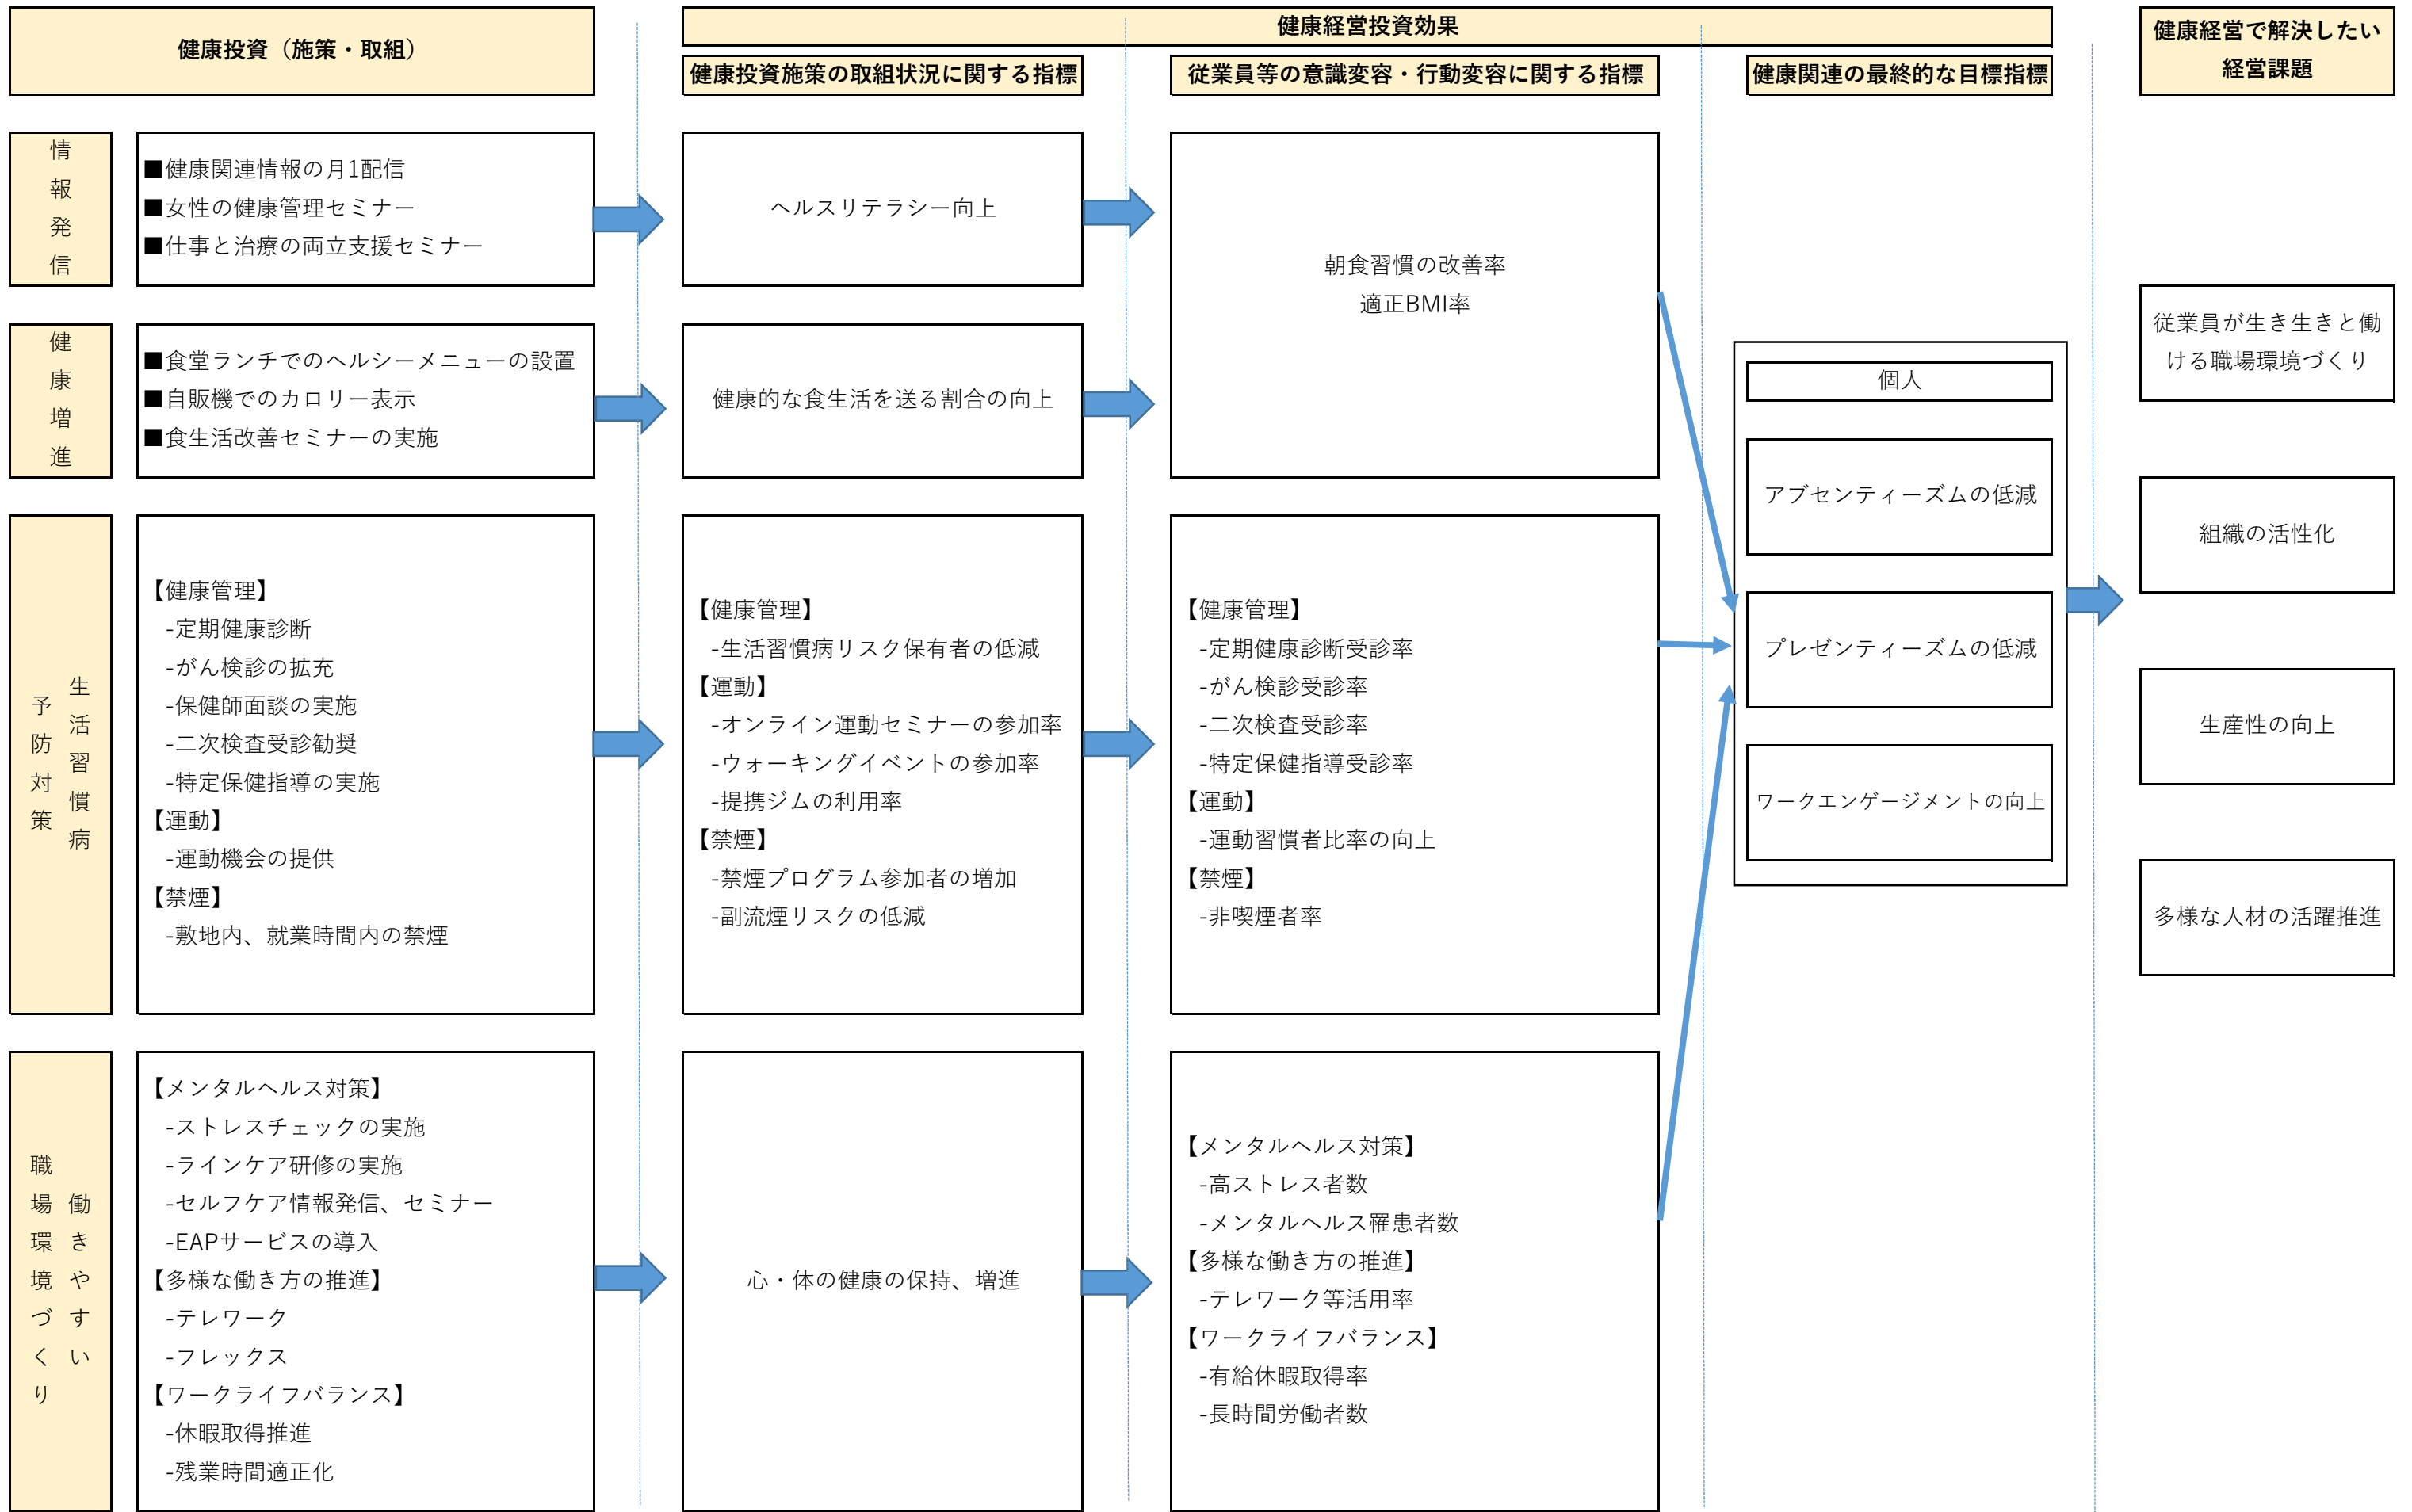 健康投資（施策・取組）
健康経営投資効果
健康投資施策の取組状況に関する指標
従業員等の意識変容・行動変容に関する指標
健康関連の最終的な目標指標
健康経営で解決したい
経営課題
情報発信
■健康関連情報の月1配信
■女性の健康管理セミナー
■仕事と治療の両立支援セミナー
ヘルスリテラシー向上
朝食習慣の改善率
適正BMI率
健康増進
■食堂ランチでのヘルシーメニューの設置
■自販機でのカロリー表示
■食生活改善セミナーの実施
健康的な食生活を送る割合の向上
生活習慣病
予防対策
【健康管理】
-定期健康診断
-がん検診の拡充
-保健師面談の実施
-二次検査受診勧奨
-特定保健指導の実施
【運動】
-運動機会の提供
【禁煙】
-敷地内、就業時間内の禁煙
【健康管理】
-生活習慣病リスク保有者の低減
【運動】
-オンライン運動セミナーの参加率
-ウォーキングイベントの参加率
-提携ジムの利用率
【禁煙】
-禁煙プログラム参加者の増加
-副流煙リスクの低減
【健康管理】
-定期健康診断受診率
-がん検診受診率
-二次検査受診率
-特定保健指導受診率
【運動】
-運動習慣者比率の向上
【禁煙】
-非喫煙者率
働きやすい
職場環境づくり
【メンタルヘルス対策】
-ストレスチェックの実施
-ラインケア研修の実施
-セルフケア情報発信、セミナー
-EAPサービスの導入
【多様な働き方の推進】
-テレワーク
-フレックス
【ワークライフバランス】
-休暇取得推進
-残業時間適正化
心・体の健康の保持、増進
【メンタルヘルス対策】
-高ストレス者数
-メンタルヘルス罹患者数
【多様な働き方の推進】
-テレワーク等活用率
【ワークライフバランス】
-有給休暇取得率
-長時間労働者数
個人
アブセンティーズムの低減
プレゼンティーズムの低減
ワークエンゲージメントの向上
従業員が生き生きと働
ける職場環境づくり
組織の活性化
生産性の向上
多様な人材の活躍推進